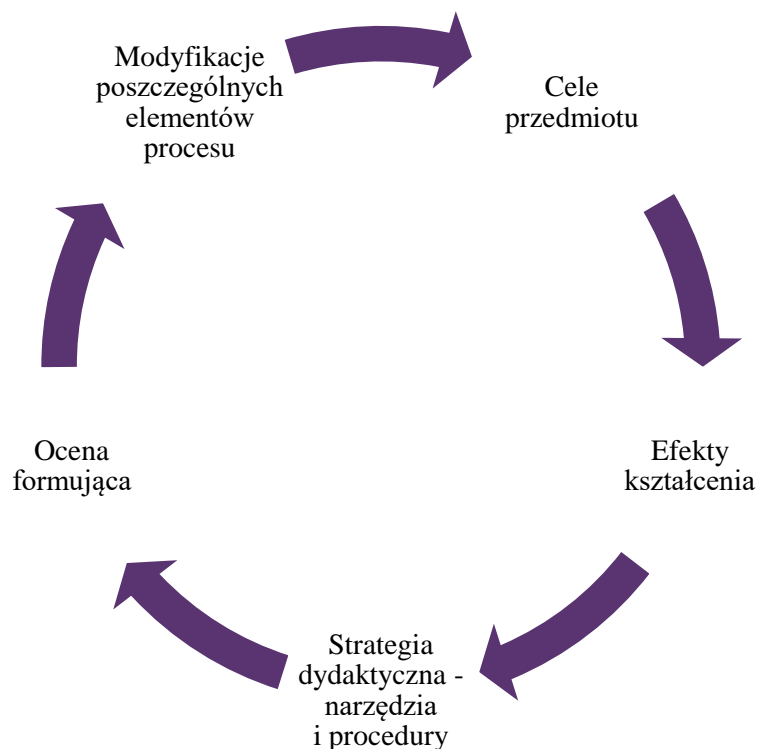 Modyfikacje
poszczególnych
elementów
procesu
Cele
przedmiotu
Efekty
kształcenia
Strategia
dydaktyczna -
narzędzia
i procedury
Ocena
formująca